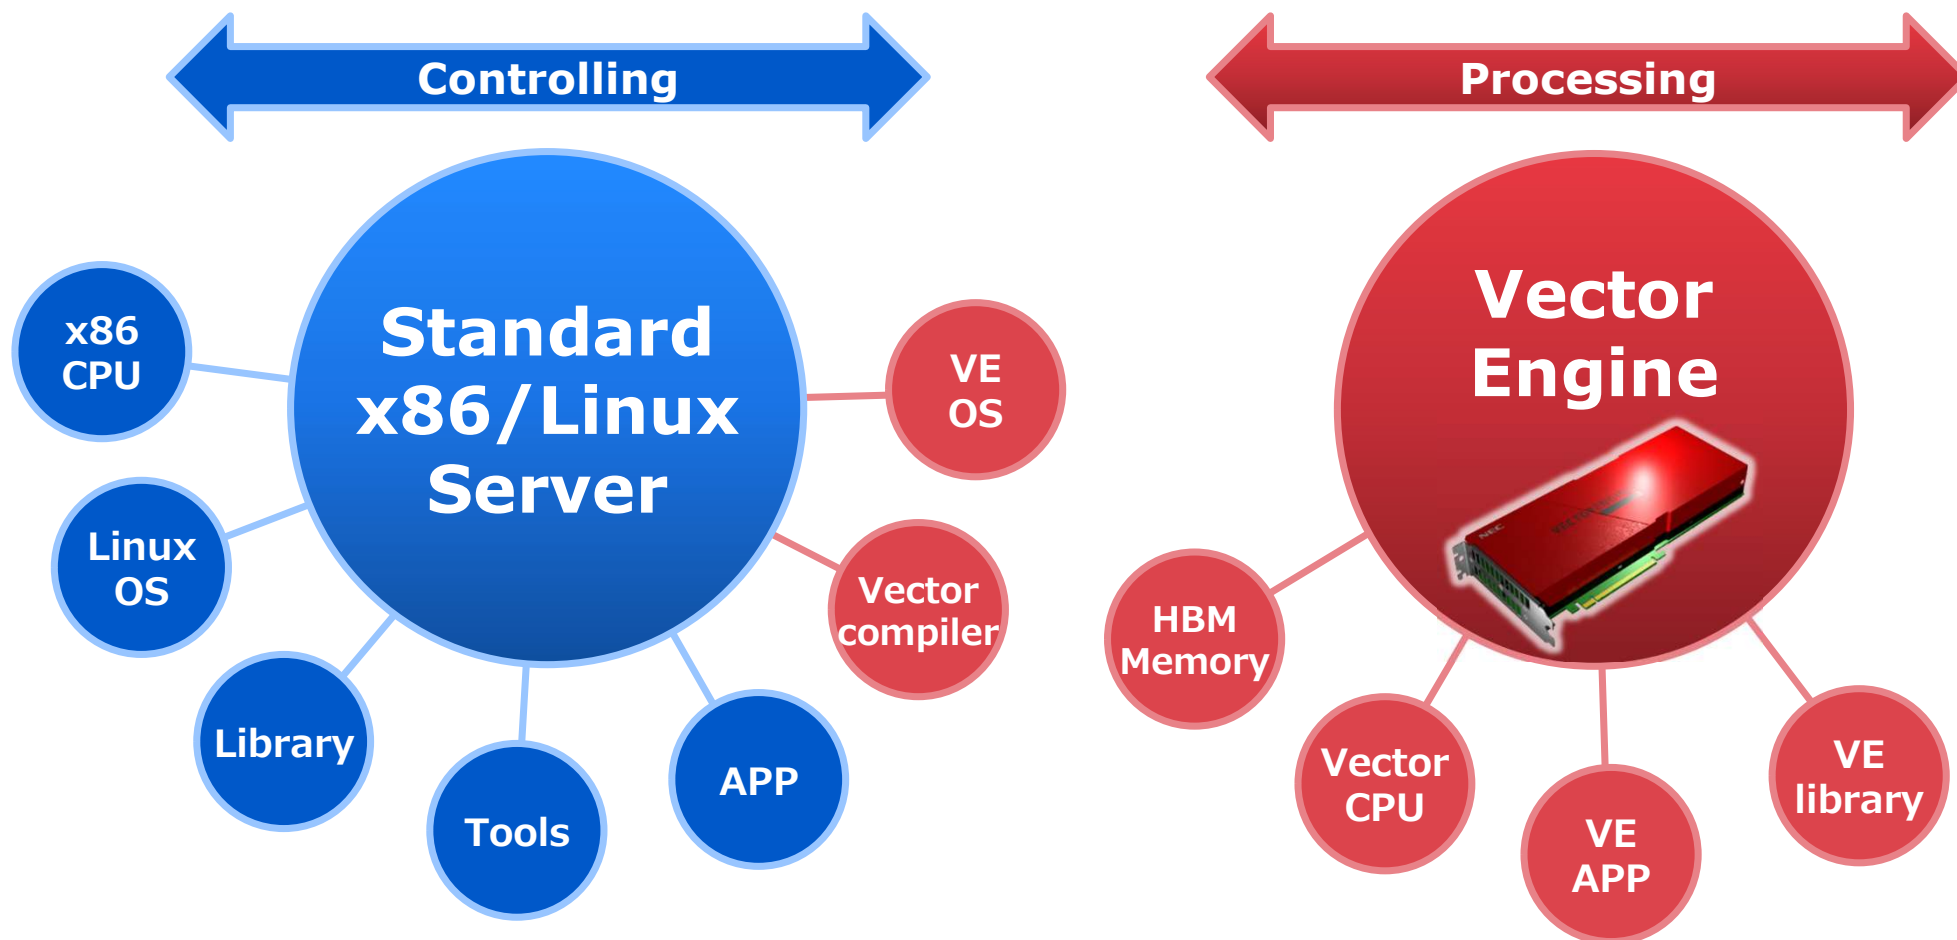 Controlling
Processing
Standard
x86/Linux
Server
x86
CPU
Linux
OS
Library
Tools
APP
Vector
compiler
VE
OS
Vector
Engine
NEC
HBM
Memory
Vector
CPU
VE
APP
VE
library